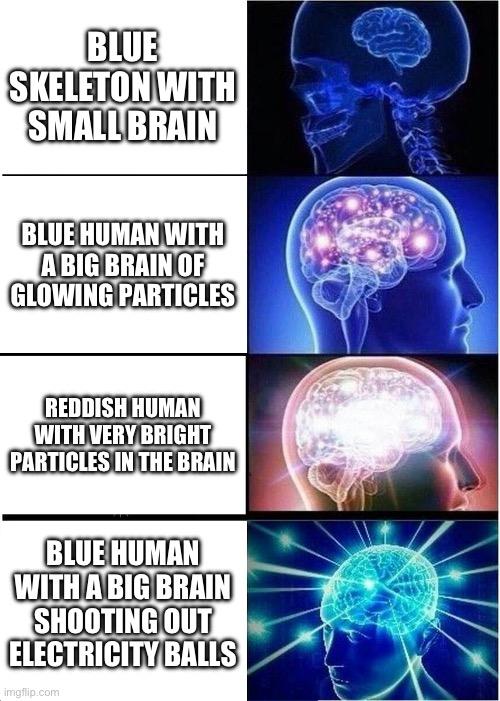 BLUE
SKELETON WITH
SMALL BRAIN
BLUE HUMAN WITH
A BIG BRAIN OF
GLOWING PARTICLES
REDDISH HUMAN
WITH VERY BRIGHT
PARTICLES IN THE BRAIN
BLUE HUMAN
WITH A BIG BRAIN
SHOOTING OUT
ELECTRICITY BALLS
imgflip.com